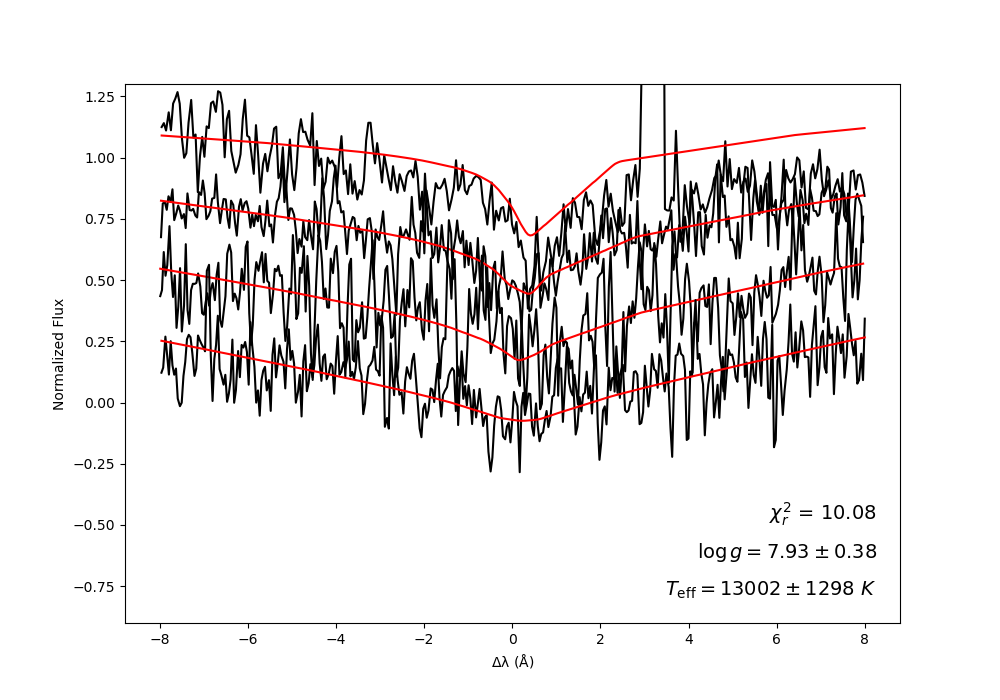 1.25
1.00
0.75
0.50
0.25
0.00
−0.25
−0.50
−0.75
Normalized Flux
χ²ᵣ = 10.08
log g = 7.93 ± 0.38
T_eff = 13002 ± 1298 K
−8 −6 −4 −2 0 2 4 6 8
Δλ (Å)